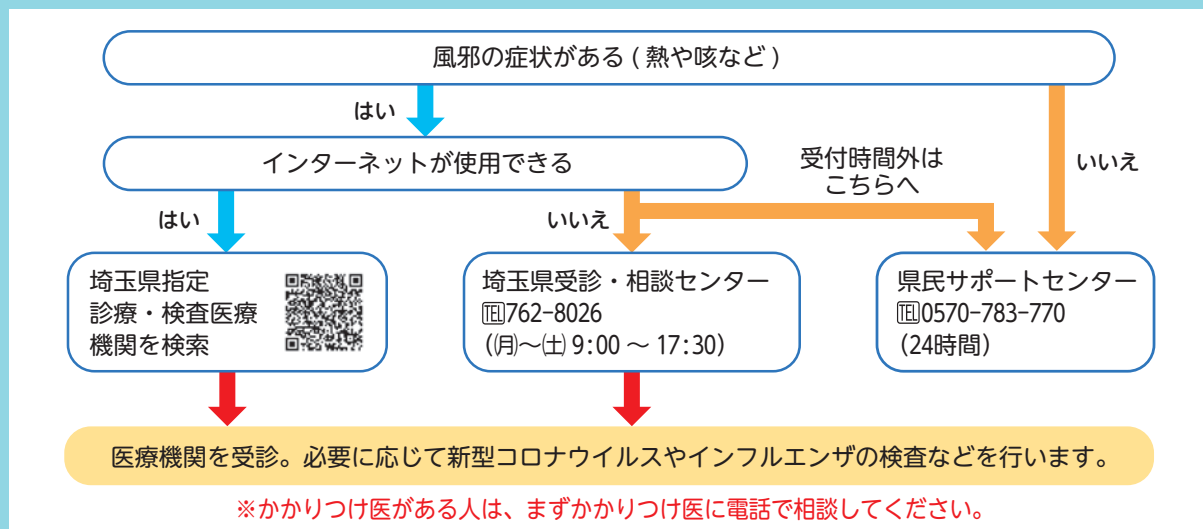 風邪の症状がある ( 熱や咳など )
はい
いいえ
インターネットが使用できる
受付時間外は
こちらへ
はい
いいえ
埼玉県指定
診療・検査医療
機関を検索
埼玉県受診・相談センター
℡762−8026
(㈪〜㈯ 9:00 〜 17:30)
県民サポートセンター
℡0570−783−770
(24時間)
医療機関を受診。必要に応じて新型コロナウイルスやインフルエンザの検査などを行います。
※かかりつけ医がある人は、まずかかりつけ医に電話で相談してください。